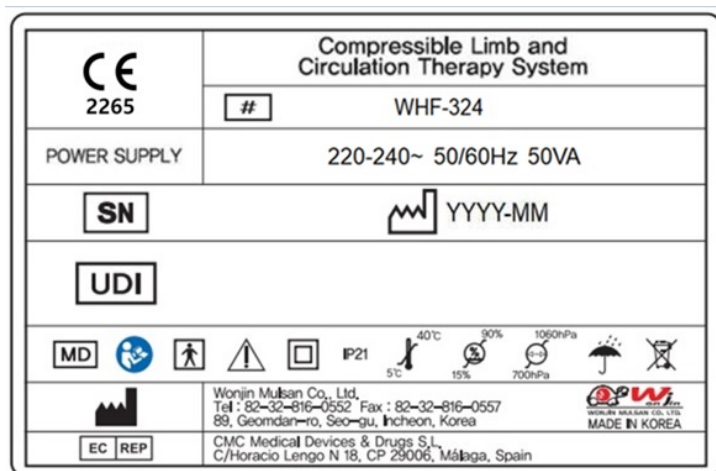 CE
2265
Compressible Limb and
Circulation Therapy System
# WHF-324
POWER SUPPLY 220-240~ 50/60Hz 50VA
SN YYYY-MM
UDI
MD IP21 5℃ 40℃ 15% % 90% 700hPa 1060hPa
Wonjin Mulsan Co., Ltd.
Tel : 82-32-816-0552 Fax : 82-32-816-0557
89, Geomdan-ro, Seo-gu, Incheon, Korea
Won Jin
WONJIN MULSAN CO. LTD.
MADE IN KOREA
EC REP
CMC Medical Devices & Drugs S.L.
C/Horacio Lengo N 18, CP 29006, Málaga, Spain